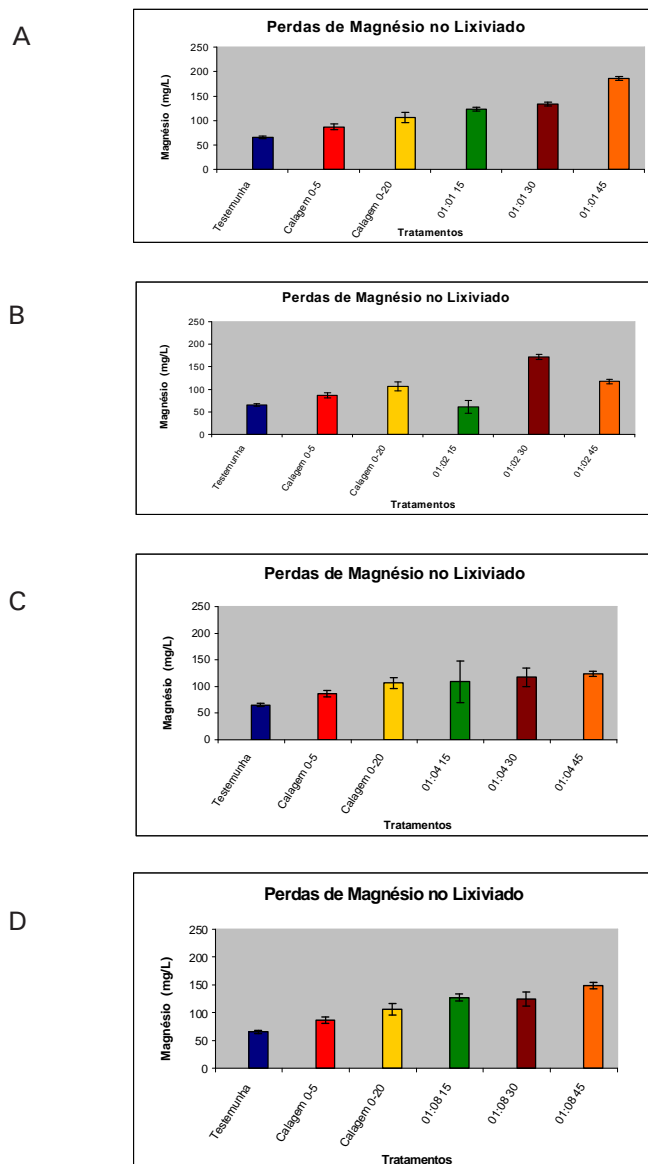 A
Perdas de Magnésio no Lixiviado
Magnésio (mg/L)
250
200
150
100
50
0
Testemunha
Calagem 0-5
Calagem 0-20
01:01 15
01:01 30
01:01 45
Tratamentos
B
Perdas de Magnésio no Lixiviado
Magnésio (mg/L)
250
200
150
100
50
0
Testemunha
Calagem 0-5
Calagem 0-20
01:02 15
01:02 30
01:02 45
Tratamentos
C
Perdas de Magnésio no Lixiviado
Magnésio (mg/L)
250
200
150
100
50
0
Testemunha
Calagem 0-5
Calagem 0-20
01:04 15
01:04 30
01:04 45
Tratamentos
D
Perdas de Magnésio no Lixiviado
Magnésio (mg/L)
250
200
150
100
50
0
Testemunha
Calagem 0-5
Calagem 0-20
01:08 15
01:08 30
01:08 45
Tratamentos